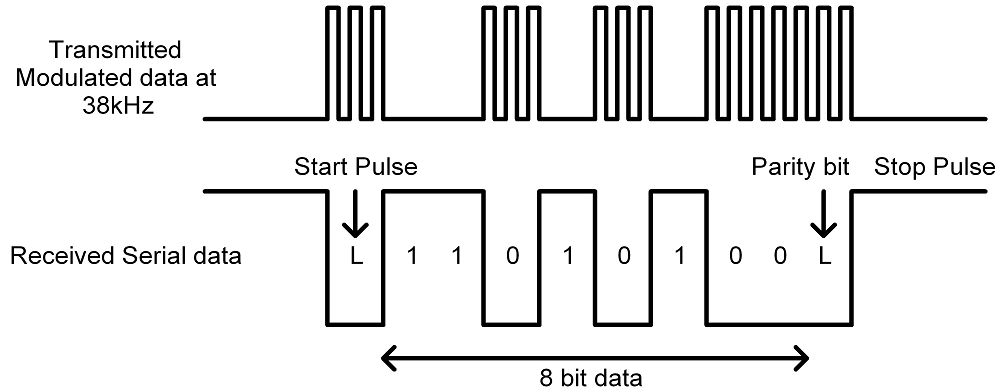 Transmitted
Modulated data at
38kHz
Start Pulse
Parity bit
Stop Pulse
Received Serial data
L 1 1 0 1 0 1 0 0 L
8 bit data